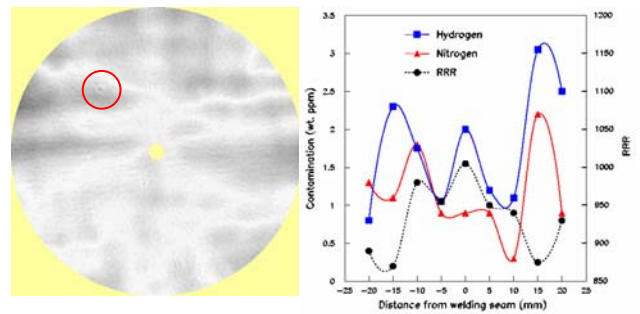 Hydrogen
Nitrogen
RRR
Contamination (wt. ppm)
3.5
3
2.5
2
1.5
1
0.5
0
1200
1150
1100
1050
1000
950
900
850
RRR
-25 -20 -15 -10 -5 0 5 10 15 20 25
Distance from welding seam (mm)